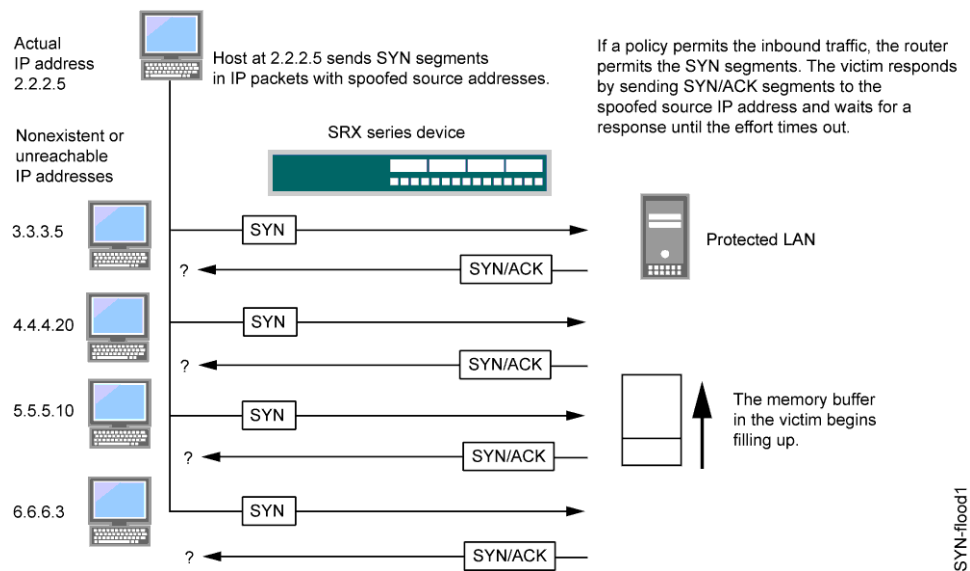 Actual
IP address
2.2.2.5
Host at 2.2.2.5 sends SYN segments
in IP packets with spoofed source addresses.
If a policy permits the inbound traffic, the router
permits the SYN segments. The victim responds
by sending SYN/ACK segments to the
spoofed source IP address and waits for a
response until the effort times out.
Nonexistent or
unreachable
IP addresses
SRX series device
3.3.3.5
SYN
Protected LAN
?
SYN/ACK
4.4.4.20
SYN
?
SYN/ACK
5.5.5.10
SYN
The memory buffer
in the victim begins
filling up.
?
SYN/ACK
6.6.6.3
SYN
?
SYN/ACK
SYN-flood1